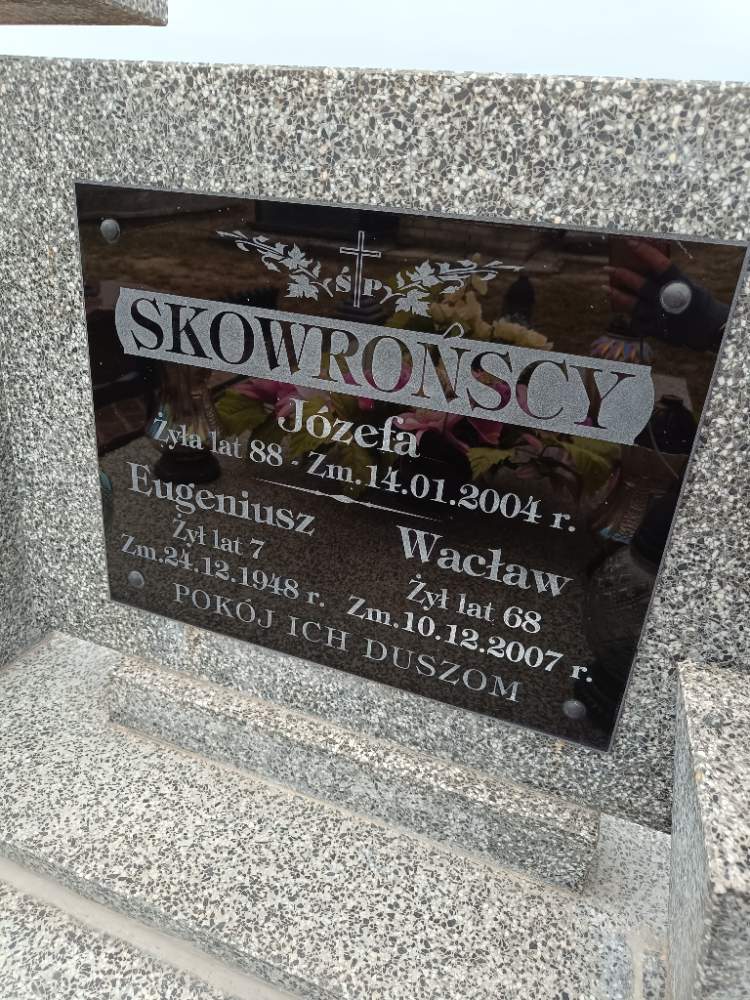 Ś P
SKOWROŃSCY
Józefa
Żyła lat 88 - Zm.14.01.2004 r.
Eugeniusz
Żył lat 7
Zm.24.12.1948 r.
Wacław
Żył lat 68
Zm.10.12.2007 r.
POKÓJ ICH DUSZOM